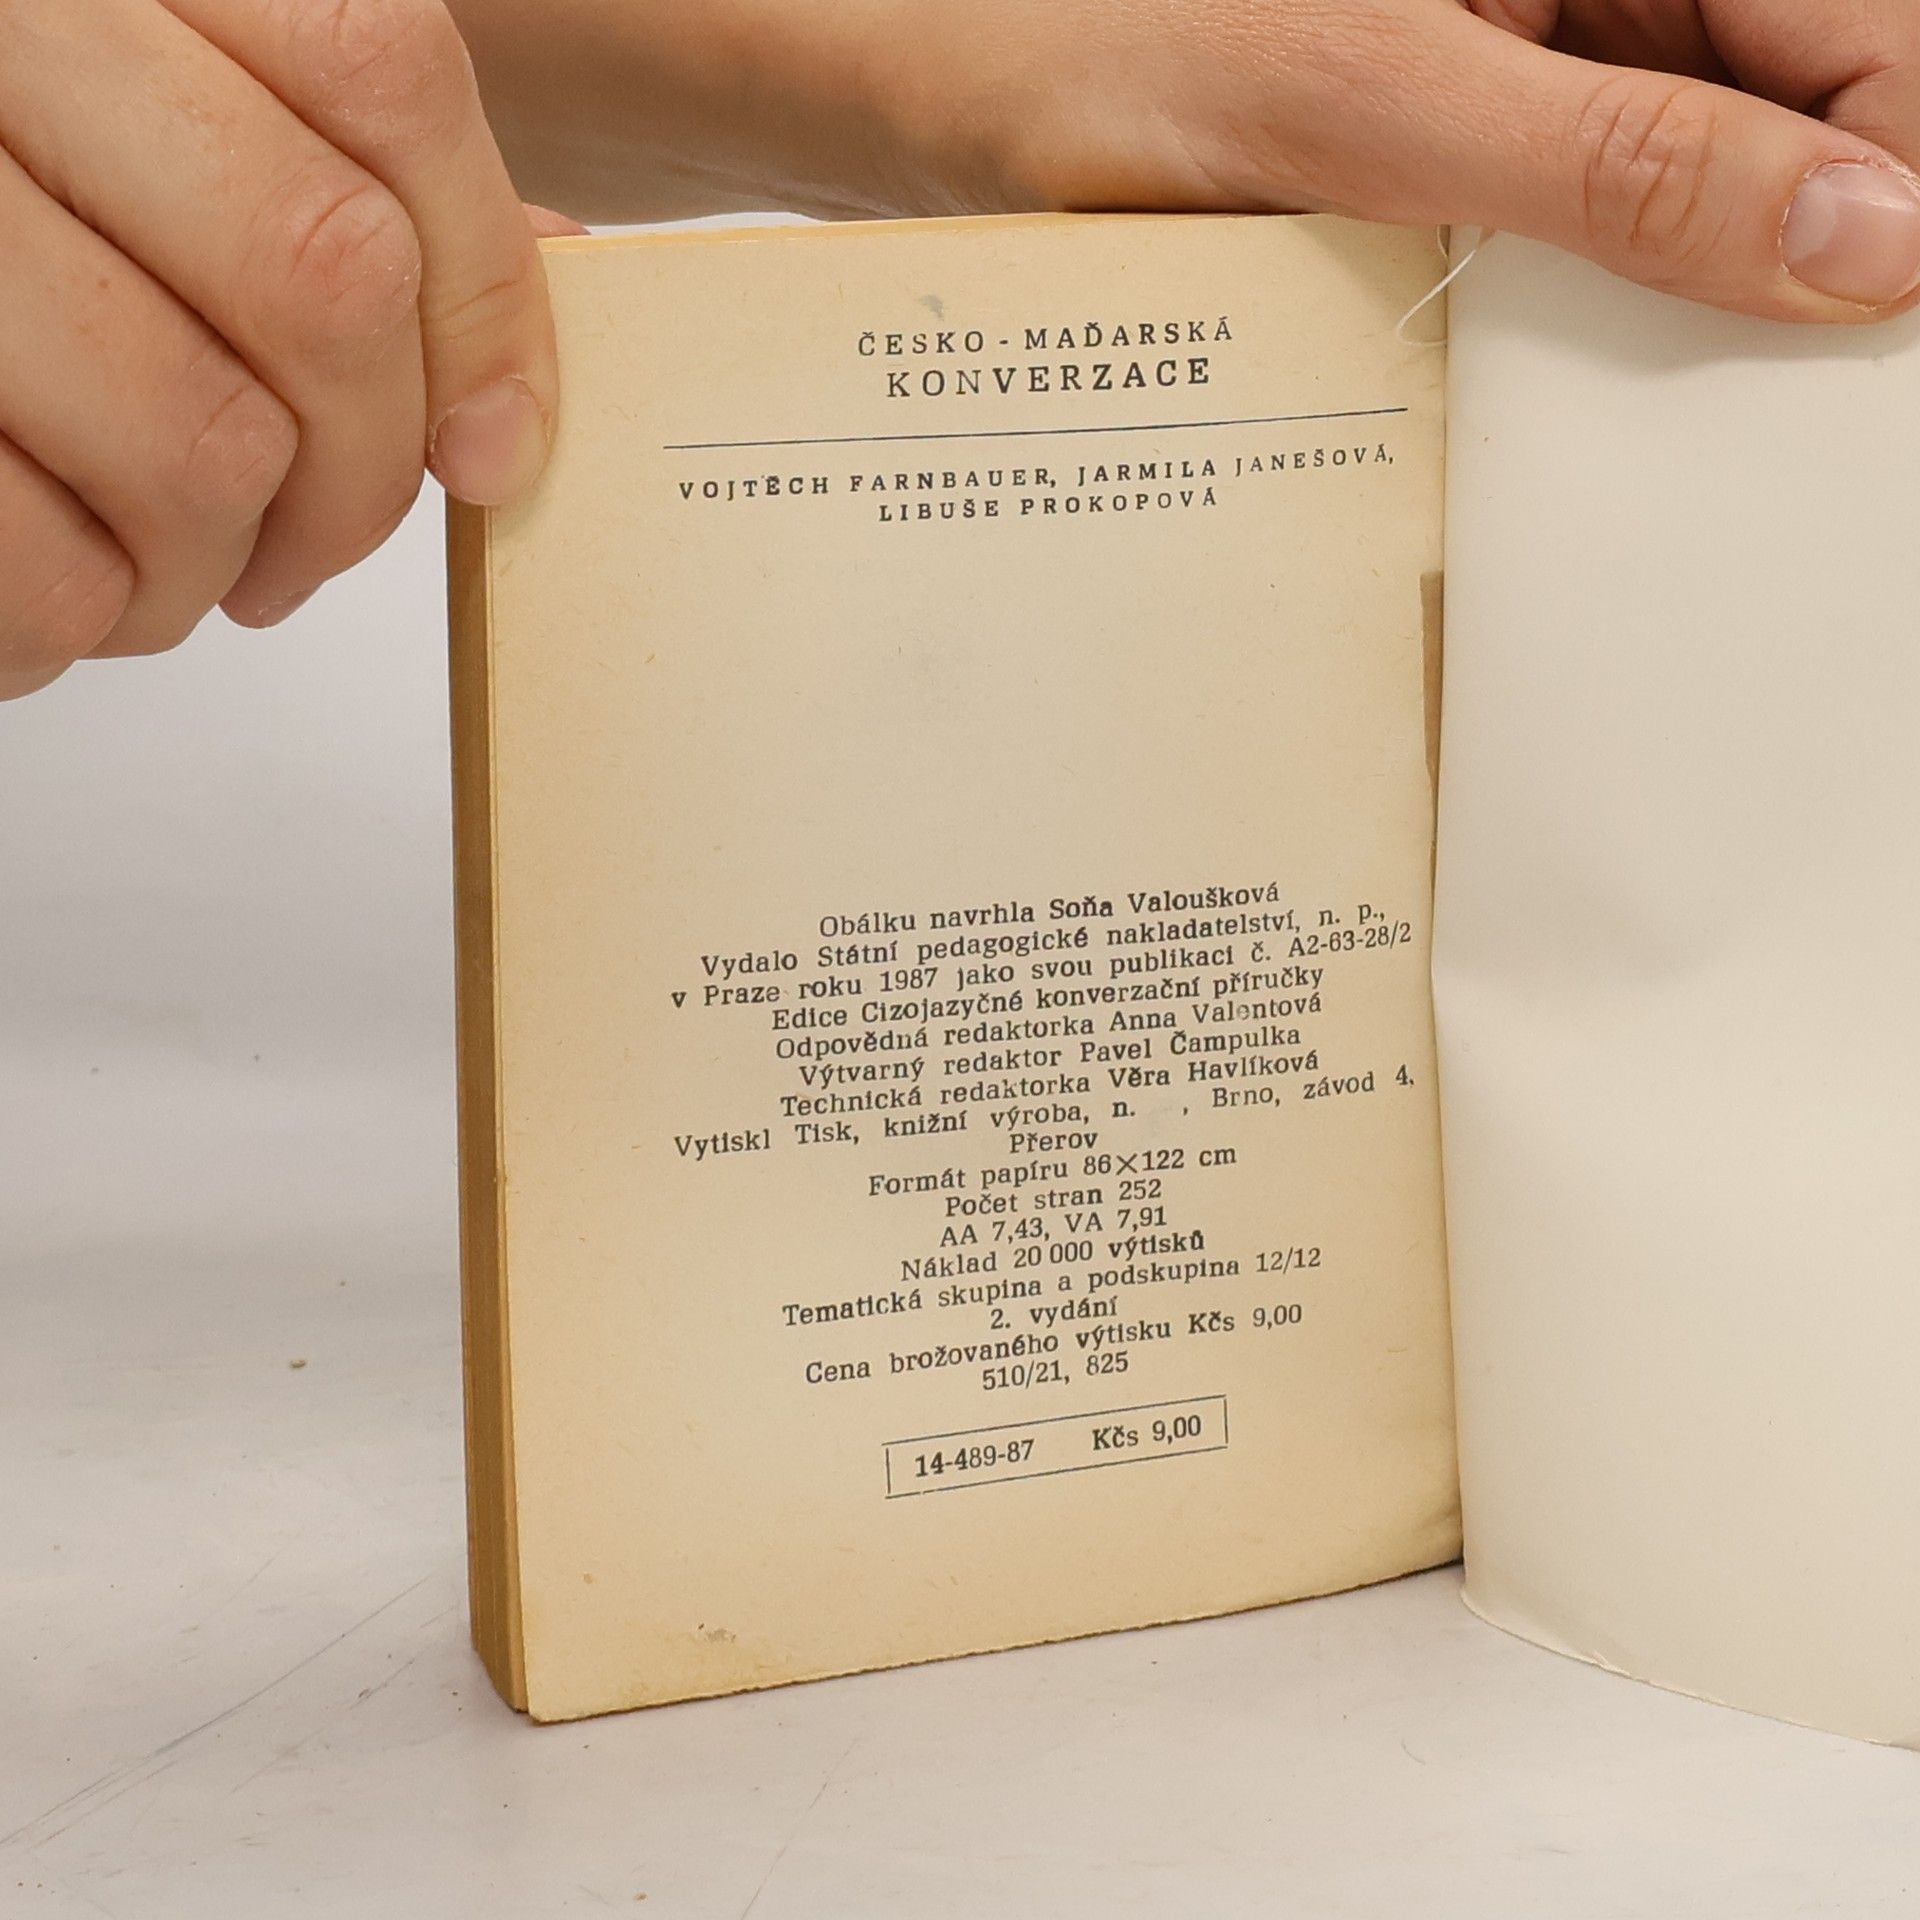 ČESKO - MAĎARSKÁ
KONVERZACE
VOJTĚCH FARNBAUER, JARMILA JANEŠOVÁ,
LIBUŠE PROKOPOVÁ
Obálku navrhla Soňa Valoušková
Vydalo Státní pedagogické nakladatelství, n. p.,
v Praze roku 1987 jako svou publikaci č. A2-63-28/2
Edice Cizojazyčné konverzační příručky
Odpovědná redaktorka Anna Valentová
Výtvarný redaktor Pavel Čampulka
Technická redaktorka Věra Havlíková
Vytiskl Tisk, knižní výroba, n. , Brno, závod 4,
Přerov
Formát papíru 86×122 cm
Počet stran 252
AA 7,43, VA 7,91
Náklad 20 000 výtisků
Tematická skupina a podskupina 12/12
2. vydání
Cena brožovaného výtisku Kčs 9,00
510/21, 825
14-489-87 Kčs 9,00